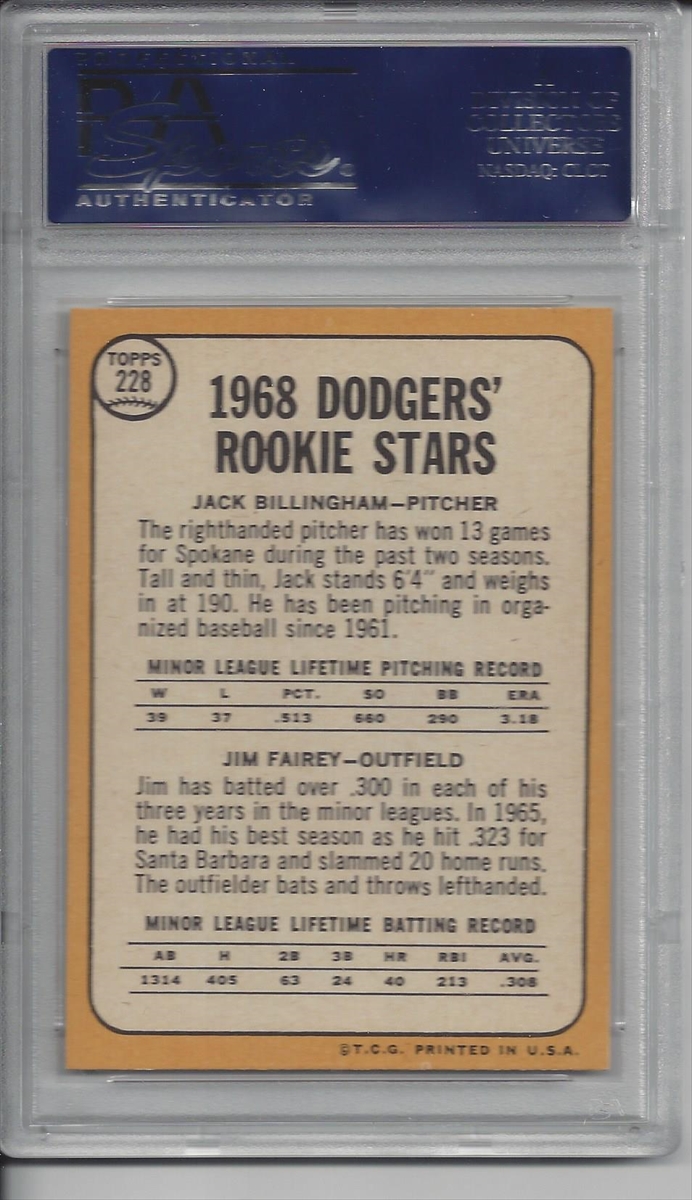 PROFESSIONAL
PSA
Sports
AUTHENTICATOR
A
DIVISION OF
COLLECTORS
UNIVERSE
NASDAQ: CLCT
TOPPS
228
1968 DODGERS'
ROOKIE STARS
JACK BILLINGHAM—PITCHER
The righthanded pitcher has won 13 games
for Spokane during the past two seasons.
Tall and thin, Jack stands 6'4" and weighs
in at 190. He has been pitching in orga-
nized baseball since 1961.
MINOR LEAGUE LIFETIME PITCHING RECORD
W L PCT. SO BB ERA
39 37 .513 660 290 3.18
JIM FAIREY—OUTFIELD
Jim has batted over .300 in each of his
three years in the minor leagues. In 1965,
he had his best season as he hit .323 for
Santa Barbara and slammed 20 home runs.
The outfielder bats and throws lefthanded.
MINOR LEAGUE LIFETIME BATTING RECORD
AB H 2B 3B HR RBI AVG.
1314 405 63 24 40 213 .308
©T.C.G. PRINTED IN U.S.A.